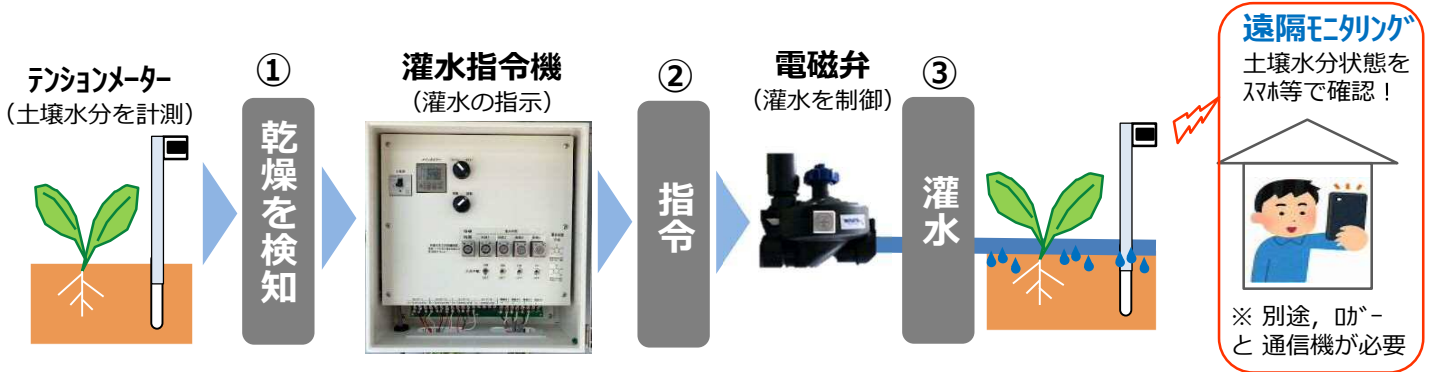 テンションメーター
（土壌水分を計測）
①
乾燥を検知
灌水指令機
（灌水の指示）
②
指令
電磁弁
（灌水を制御）
③
灌水
遠隔ﾓﾆﾀﾘﾝｸﾞ
土壌水分状態を
ｽﾏﾎ等で確認！
※ 別途，ﾛｶﾞｰ
と 通信機が必要